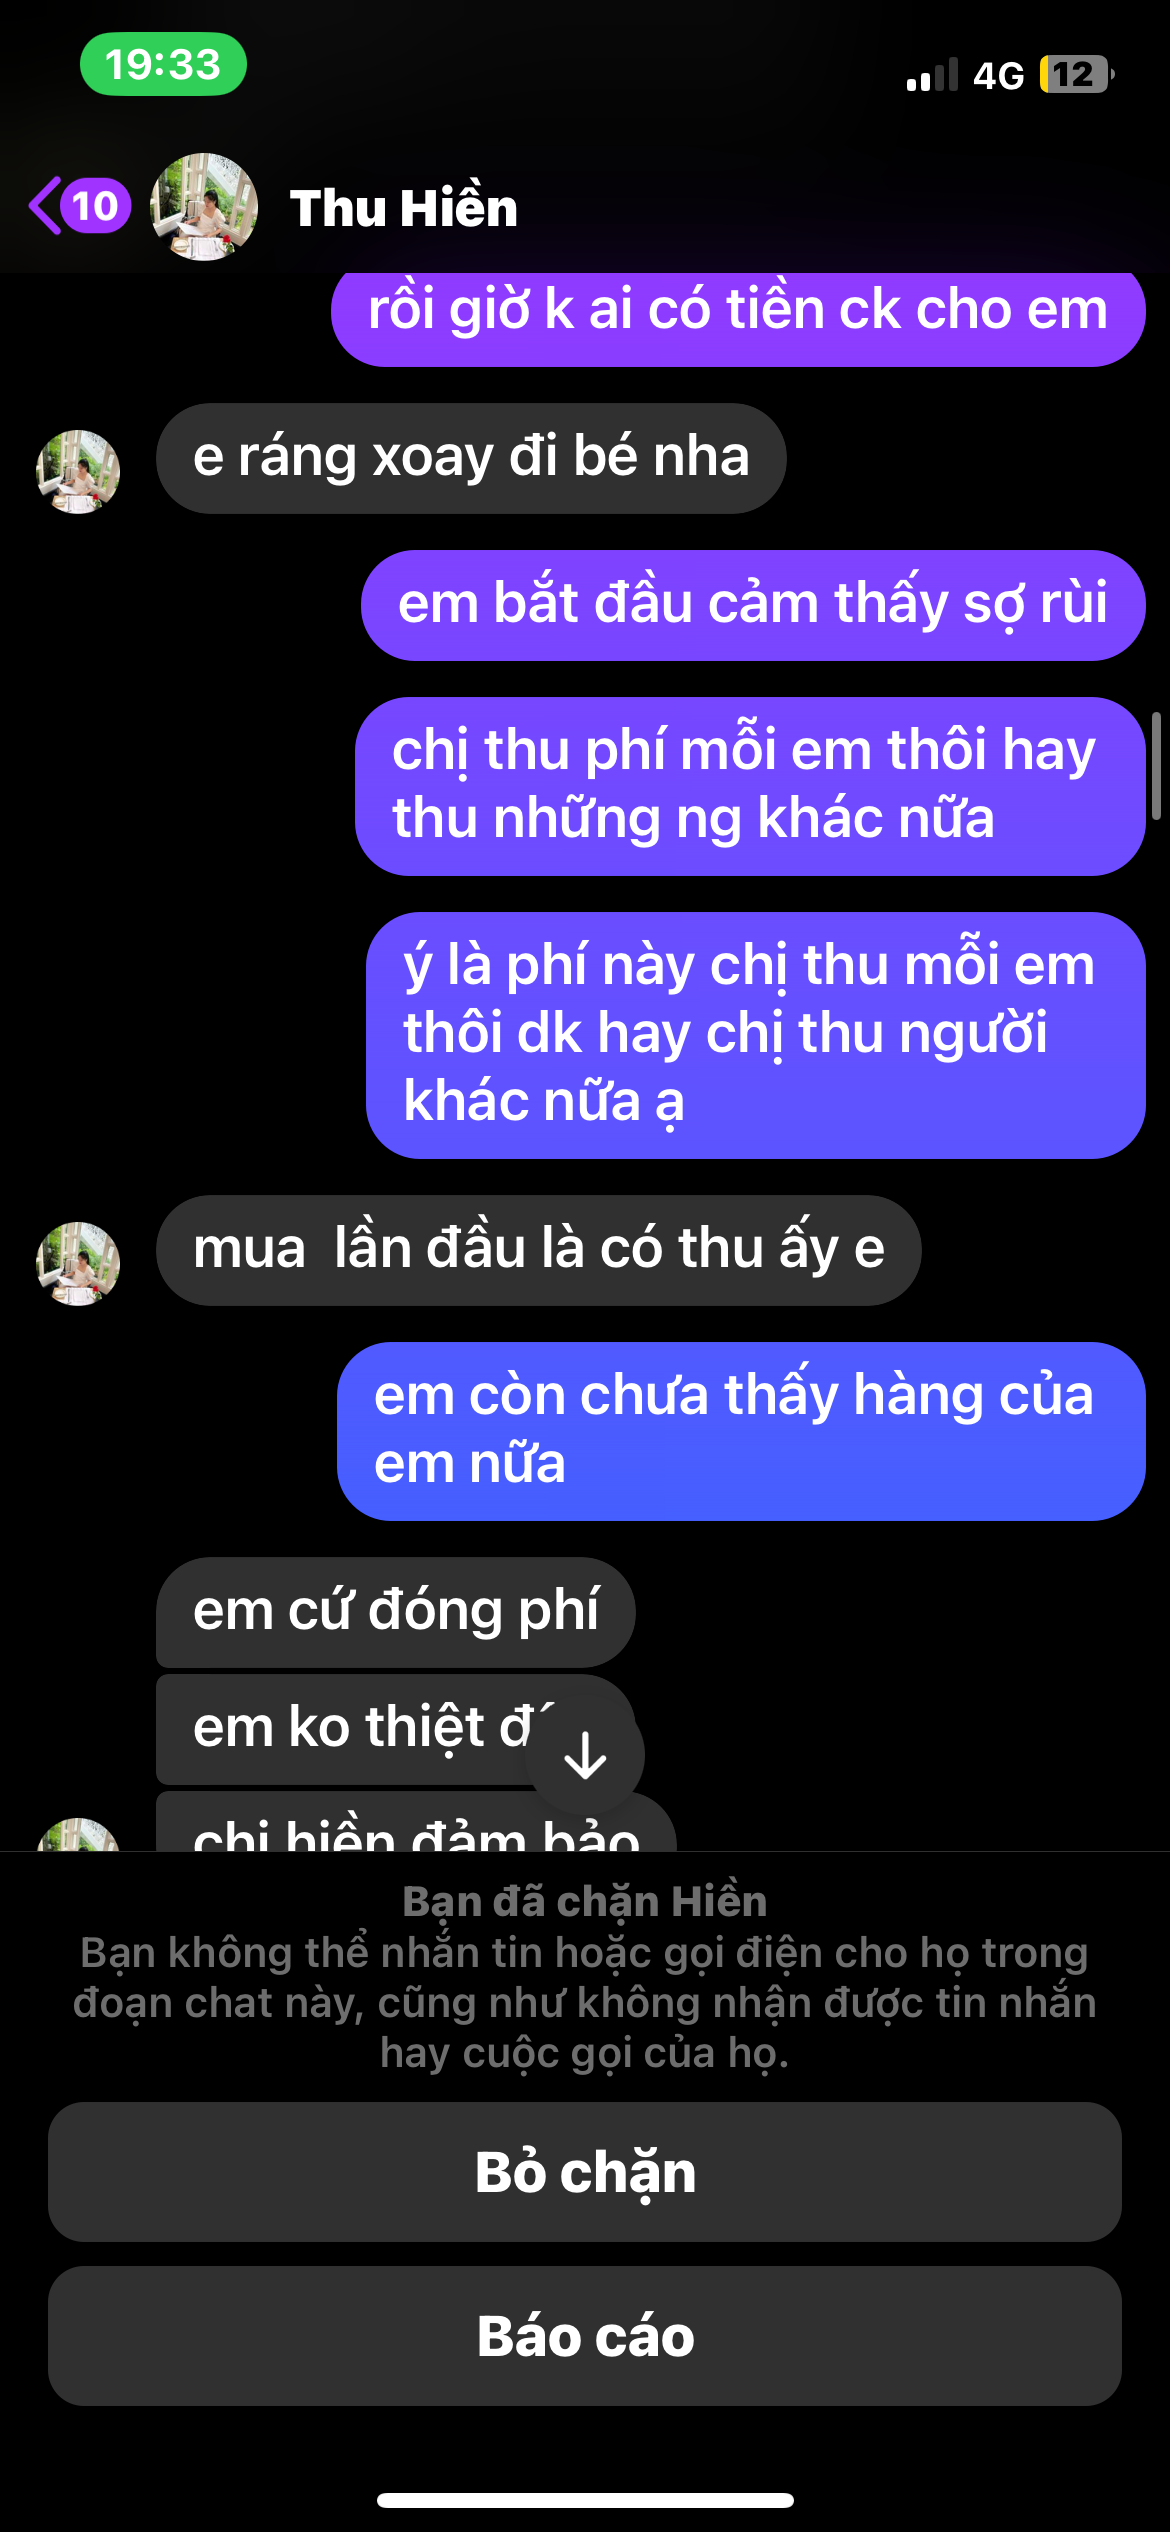 19:33
4G
12
10
Thu Hiền
rồi giờ k ai có tiền ck cho em
e ráng xoay đi bé nha
em bắt đầu cảm thấy sợ rùi
chị thu phí mỗi em thôi hay
thu những ng khác nữa
ý là phí này chị thu mỗi em
thôi dk hay chị thu người
khác nữa ạ
mua  lần đầu là có thu ấy e
em còn chưa thấy hàng của
em nữa
em cứ đóng phí
em ko thiệt
chị hiền đảm bảo
Bạn đã chặn Hiền
Bạn không thể nhắn tin hoặc gọi điện cho họ trong
đoạn chat này, cũng như không nhận được tin nhắn
hay cuộc gọi của họ.
Bỏ chặn
Báo cáo